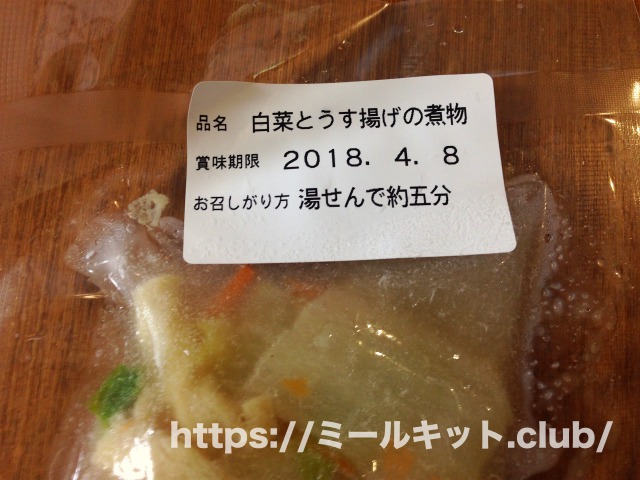 品名 白菜とうす揚げの煮物
賞味期限 2018. 4. 8
お召しがり方 湯せんで約五分
https://ミールキット.club/